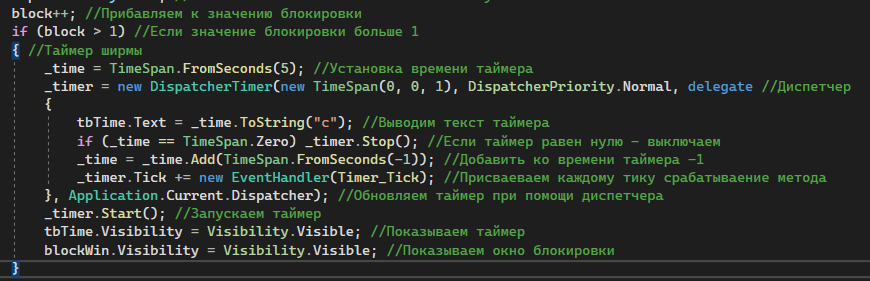 block++; //Прибавляем к значению блокировки
if (block > 1) //Если значение блокировки больше 1
{ //Таймер ширмы
_time = TimeSpan.FromSeconds(5); //Установка времени таймера
_timer = new DispatcherTimer(new TimeSpan(0, 0, 1), DispatcherPriority.Normal, delegate //Диспетчер
{
tbTime.Text = _time.ToString("c"); //Выводим текст таймера
if (_time == TimeSpan.Zero) _timer.Stop(); //Если таймер равен нулю - выключаем
_time = _time.Add(TimeSpan.FromSeconds(-1)); //Добавить ко времени таймера -1
_timer.Tick += new EventHandler(Timer_Tick); //Присваеваем каждому тику срабатываение метода
}, Application.Current.Dispatcher); //Обновляем таймер при помощи диспетчера
_timer.Start(); //Запускаем таймер
tbTime.Visibility = Visibility.Visible; //Показываем таймер
blockWin.Visibility = Visibility.Visible; //Показываем окно блокировки
}